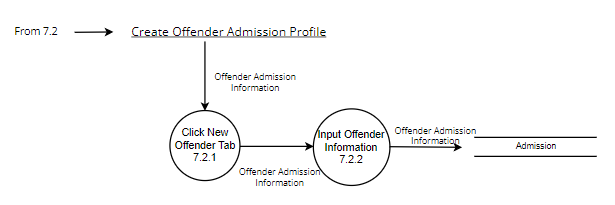 From 7.2
Create Offender Admission Profile
Offender Admission
Information
Click New
Offender Tab
7.2.1
Offender Admission
Information
Input Offender
Information
7.2.2
Offender Admission
Information
Admission